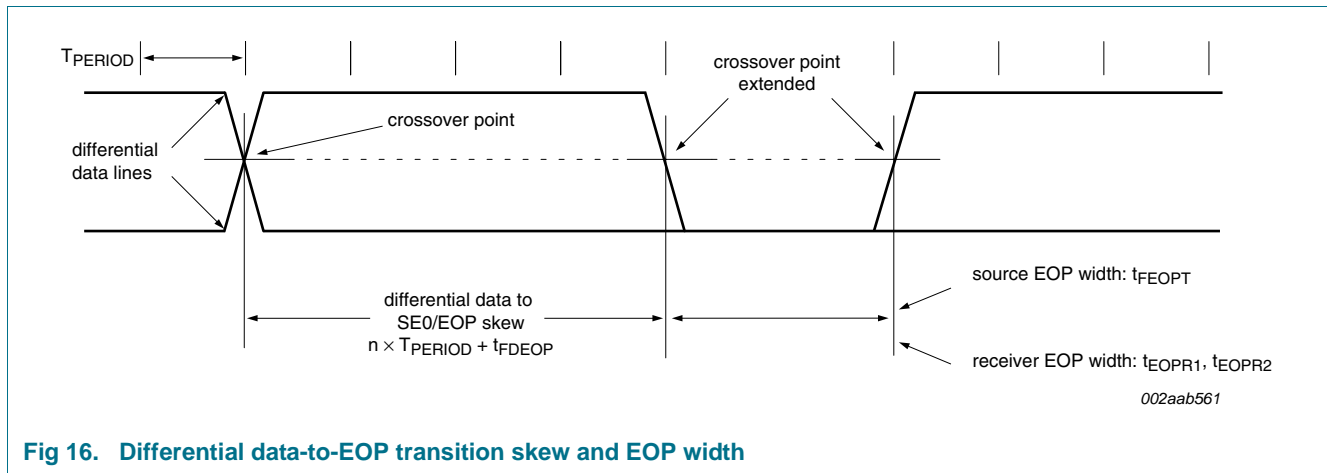 TPERIOD
crossover point
extended
crossover point
differential
data lines
differential data to
SE0/EOP skew
n × TPERIOD + tFDEOP
source EOP width: tFEOPT
receiver EOP width: tEOPR1, tEOPR2
002aab561
Fig 16. Differential data-to-EOP transition skew and EOP width